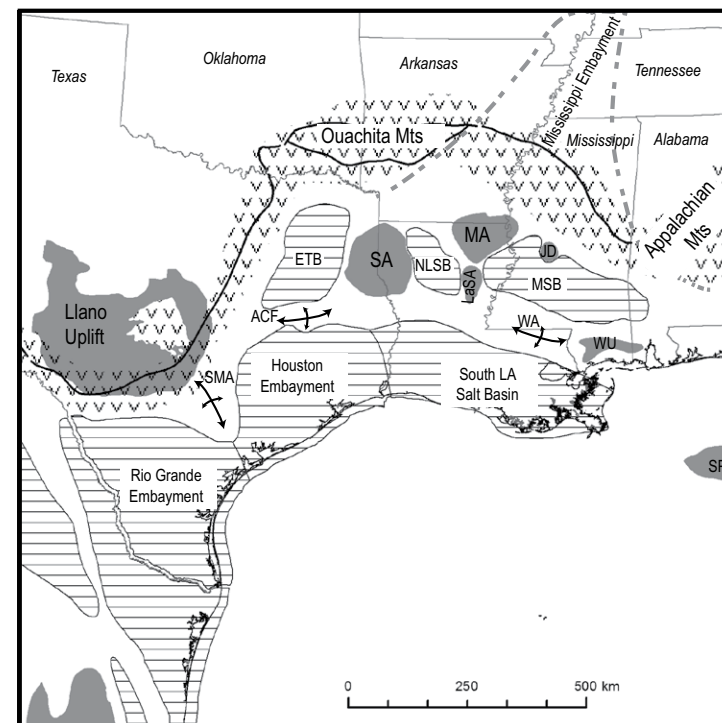 Oklahoma
Arkansas
Texas
Tennessee
Mississippi Embayment
Ouachita Mts
Mississippi
Alabama
Appalachian
Mts
MA
JD
ETB
SA
NLSB
LaSA
MSB
Llano
Uplift
ACF
WA
WU
SMA
Houston
Embayment
South LA
Salt Basin
Rio Grande
Embayment
0
250
500 km